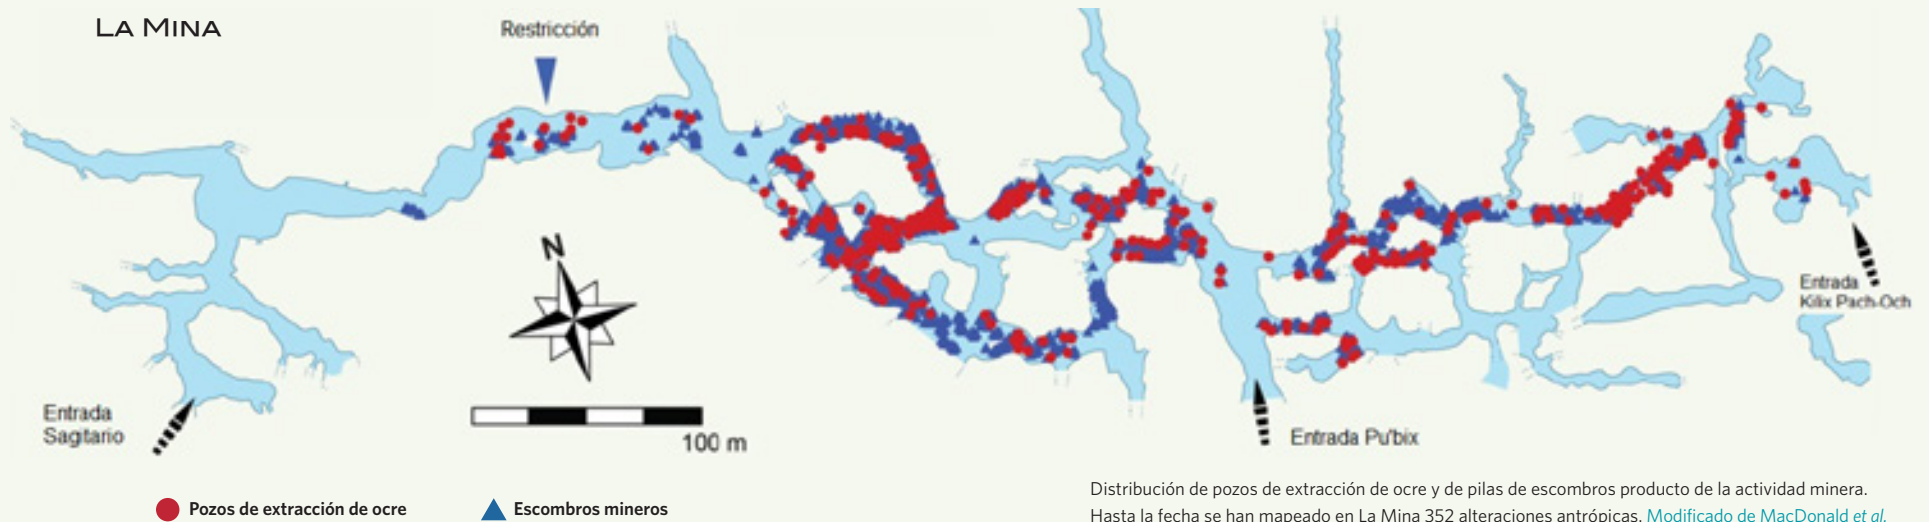 LA MINA
Restricción
N
Entrada
Sagitario
100 m
Entrada Pu'bix
Entrada
Kilix Pach-Och
Pozos de extracción de ocre
Escombros mineros
Distribución de pozos de extracción de ocre y de pilas de escombros producto de la actividad minera.
Hasta la fecha se han mapeado en La Mina 352 alteraciones antrópicas. Modificado de MacDonald et al.